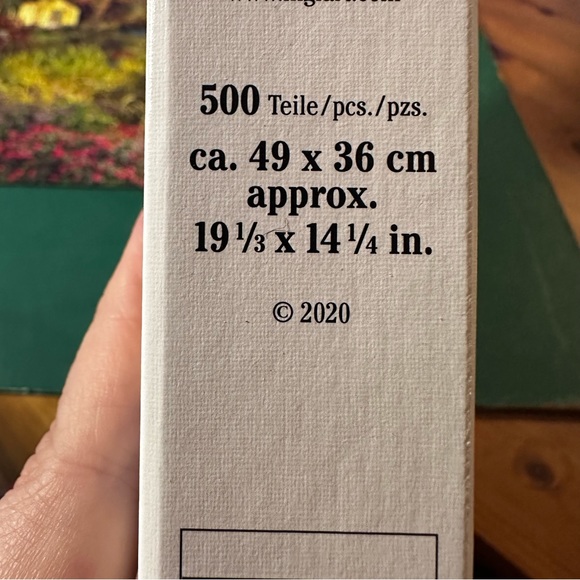 500 Teile/pcs./pzs.
ca. 49 x 36 cm
approx.
19 1/3 x 14 1/4 in.
© 2020